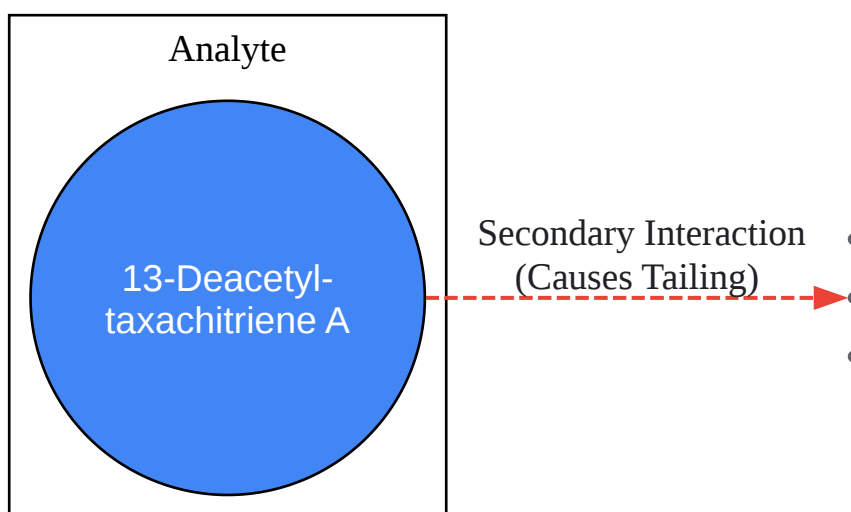 Analyte
Secondary Interaction
(Causes Tailing)
13-Deacetyl-
taxachitriene A